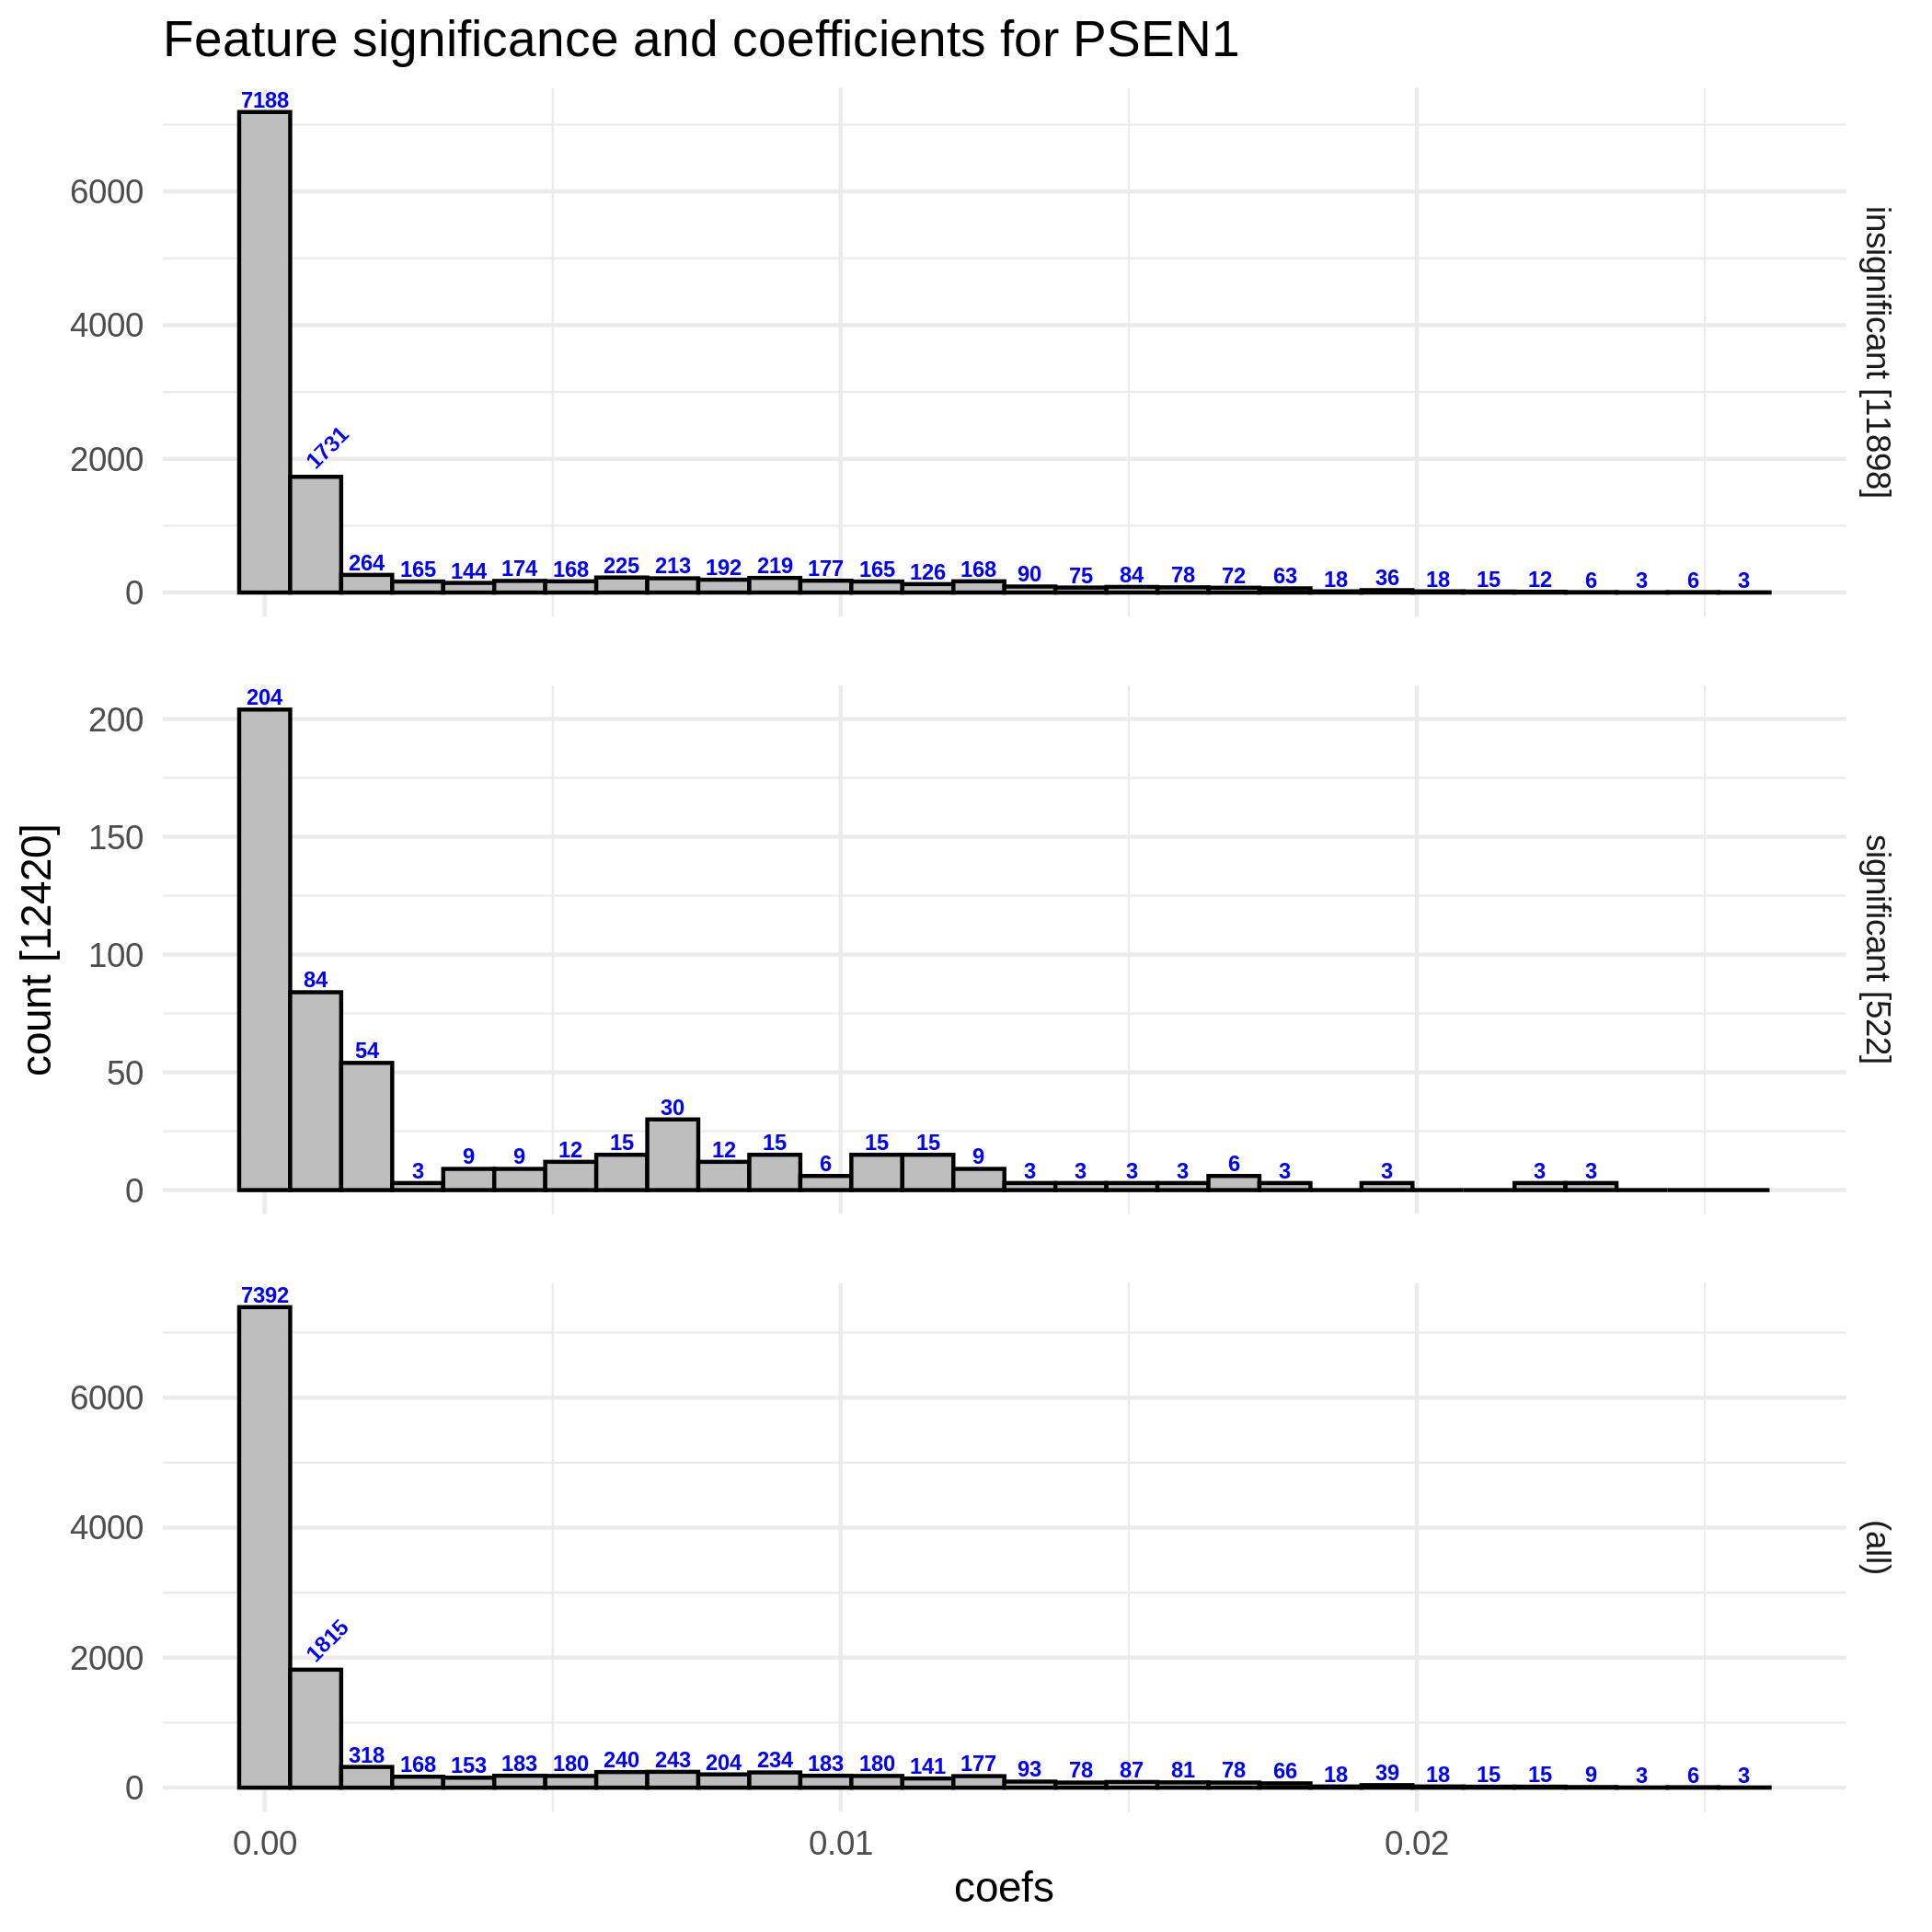 Feature significance and coefficients for PSEN1
7188
1731
264 165 144 174 168 225 213 192 219 177 165 126 168 90 75 84 78 72 63 18 36 18 15 12 6 3 6 3
6000
4000
2000
0
insignificant [11898]
204
84
54
3 9 9 12 15 30 12 15 6 15 15 9 3 3 3 3 6 3 3 3 3
200
150
100
50
0
significant [522]
count [12420]
7392
1815
318 168 153 183 180 240 243 204 234 183 180 141 177 93 78 87 81 78 66 18 39 18 15 15 9 3 6 3
6000
4000
2000
0
(all)
0.00 0.01 0.02
coefs